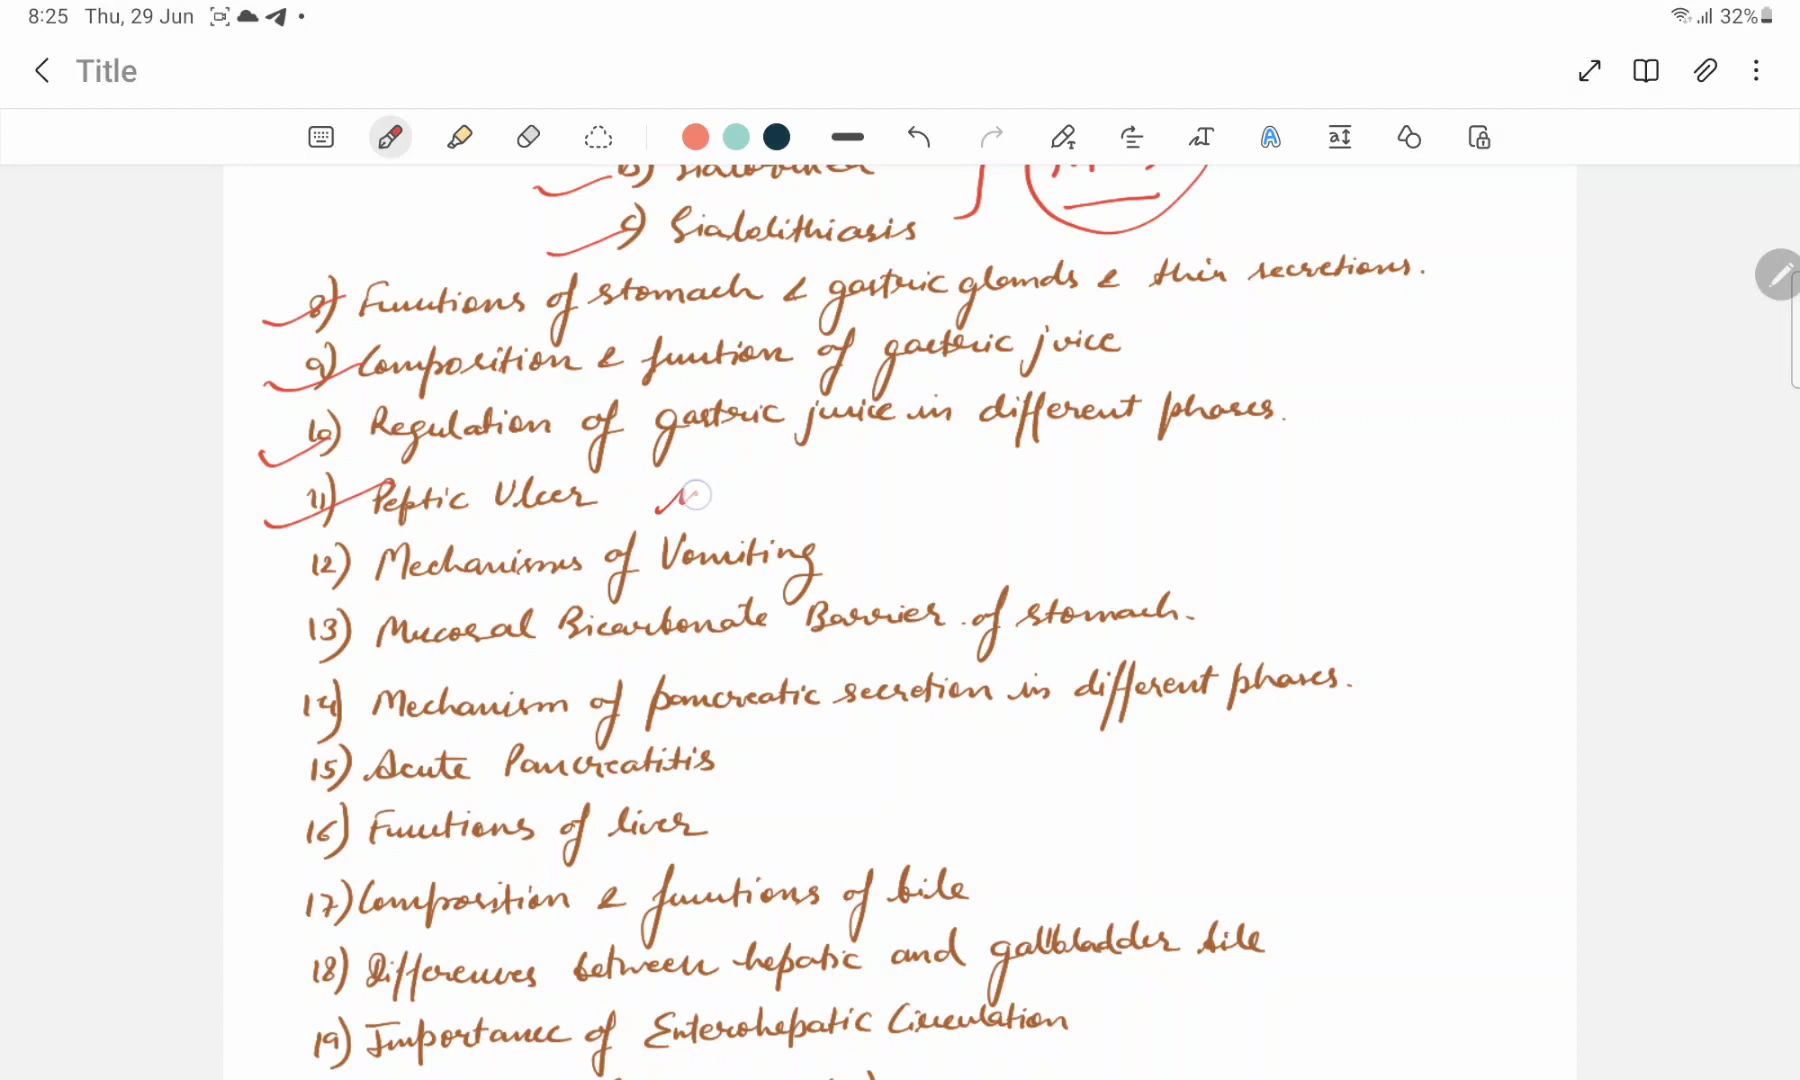 8:25 Thu, 29 Jun 32%
Title
c) Sialolithiasis
8) Functions of stomach & gastric glands & thir secretions.
9) Composition & funtion of gasteric juice
10) Regulation of gastric juice in different phases.
11) Peptic Ulcer
12) Mechanisms of Vomiting
13) Mucosal Bicarbonate Barrier of stomach.
14) Mechanism of pancreatic secretion in different phases.
15) Acute Pancreatitis
16) Functions of liver
17) Composition & functions of bile
18) Differences between hepatic and gallbladder bile
19) Importance of Enterohepatic Circulation